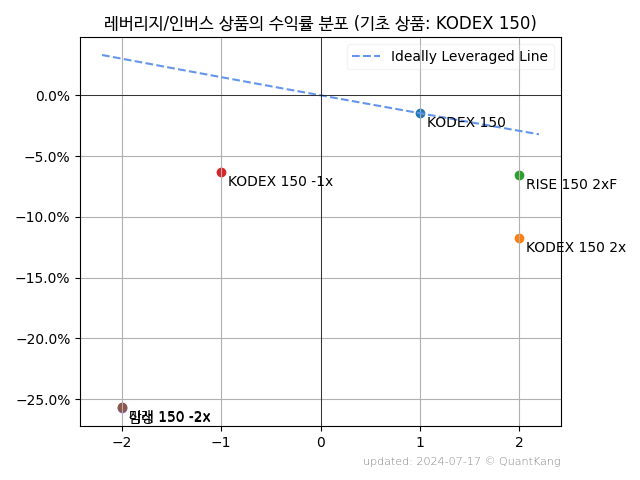 레버리지/인버스 상품의 수익률 분포 (기초 상품: KODEX 150)
Ideally Leveraged Line
0.0%
−5.0%
−10.0%
−15.0%
−20.0%
−25.0%
KODEX 150
KODEX 150 -1x
RISE 150 2xF
KODEX 150 2x
150 -2x
−2
−1
0
1
2
updated: 2024-07-17 © QuantKang